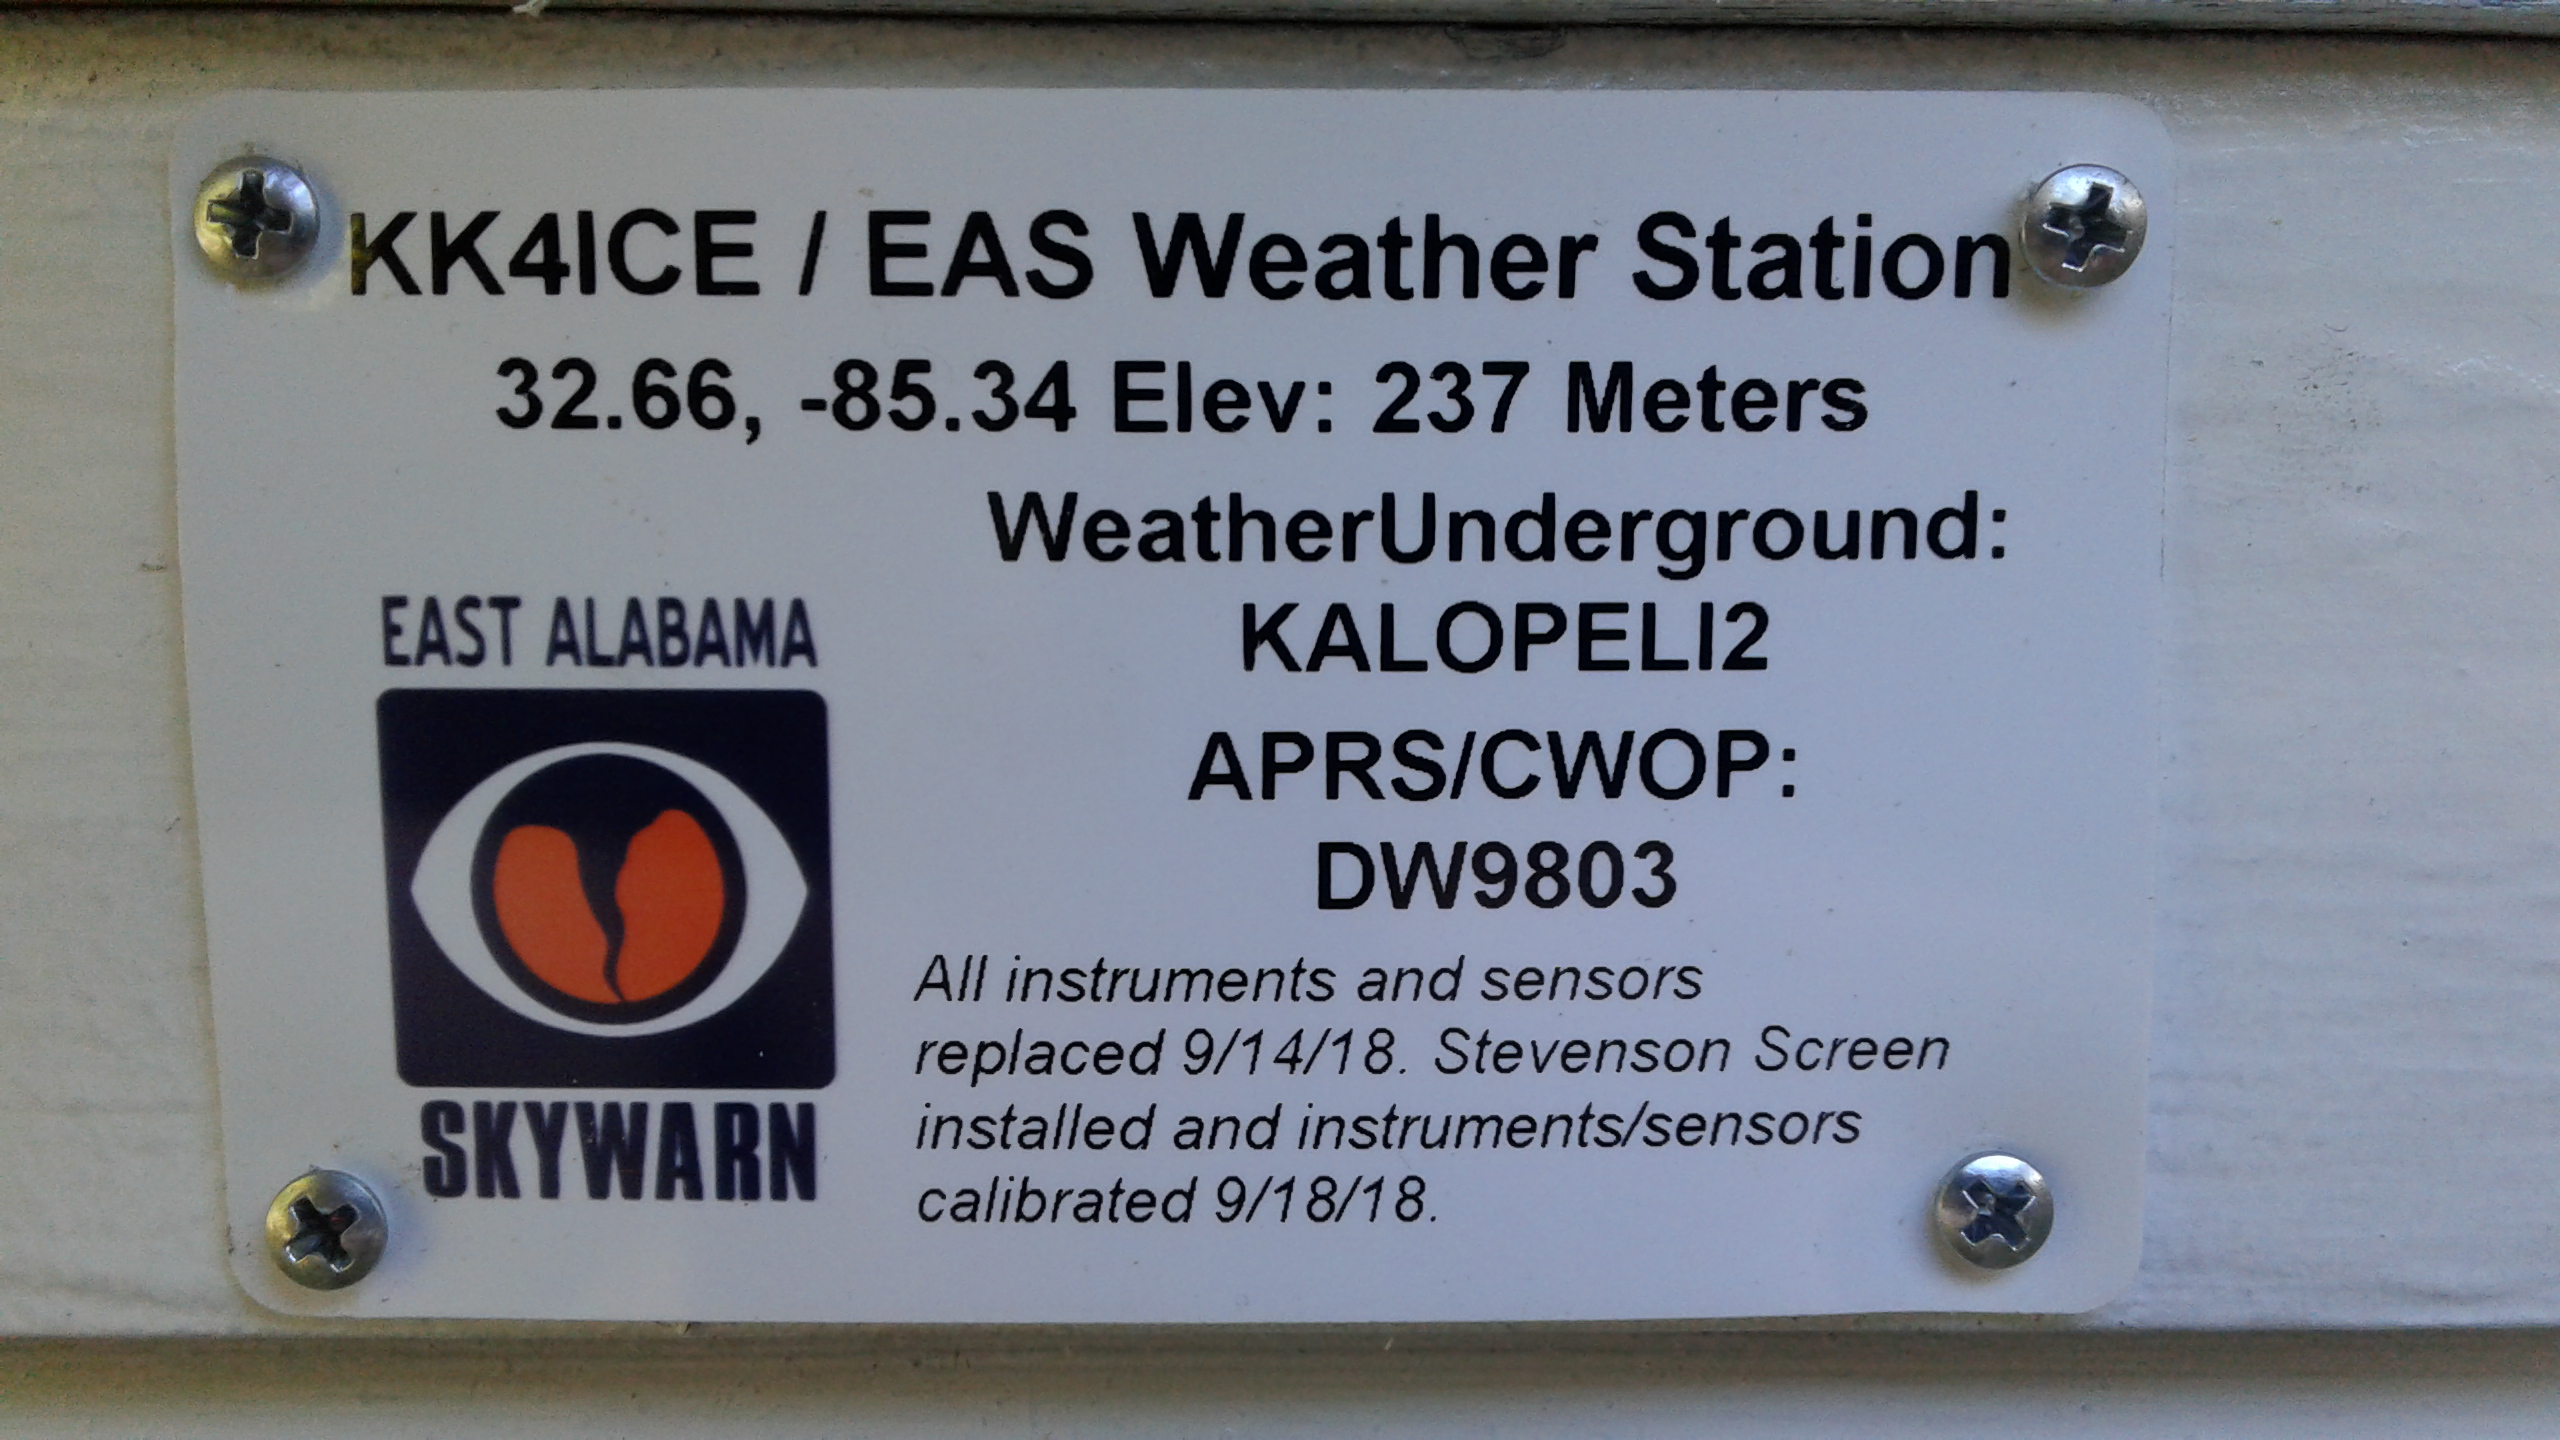 KK4ICE / EAS Weather Station
32.66, -85.34 Elev: 237 Meters
WeatherUnderground:
KALOPELI2
APRS/CWOP:
DW9803
EAST ALABAMA
SKYWARN
All instruments and sensors
replaced 9/14/18. Stevenson Screen
installed and instruments/sensors
calibrated 9/18/18.